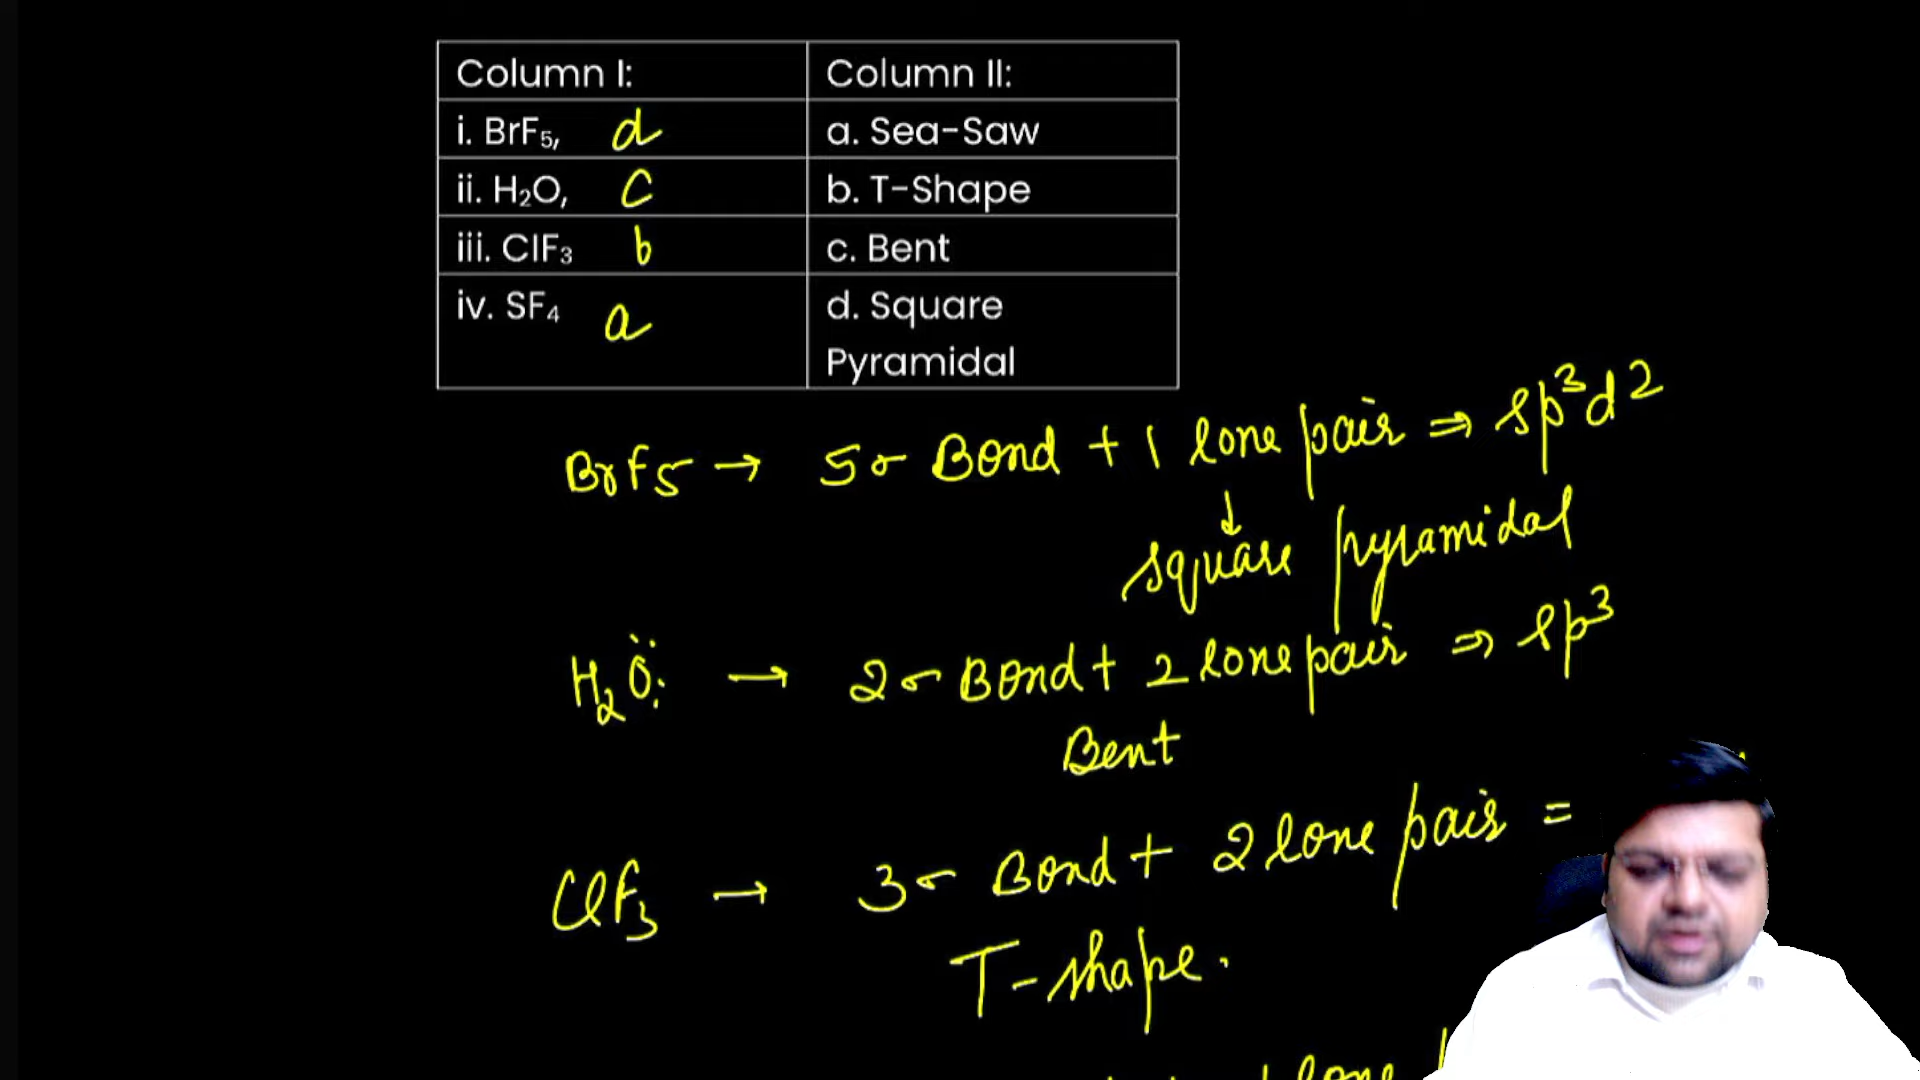 Column I: Column II:
i. BrF₅, d a. Sea-Saw
ii. H₂O, c b. T-Shape
iii. ClF₃ b c. Bent
iv. SF₄ a d. Square
Pyramidal
BrF5 → 5σ Bond + 1 lone pair ⇒ sp³d²
↓
square pyramidal
H₂O → 2σ Bond + 2 lone pair ⇒ sp³
Bent
ClF₃ → 3σ Bond + 2 lone pair =
T-shape.
lone